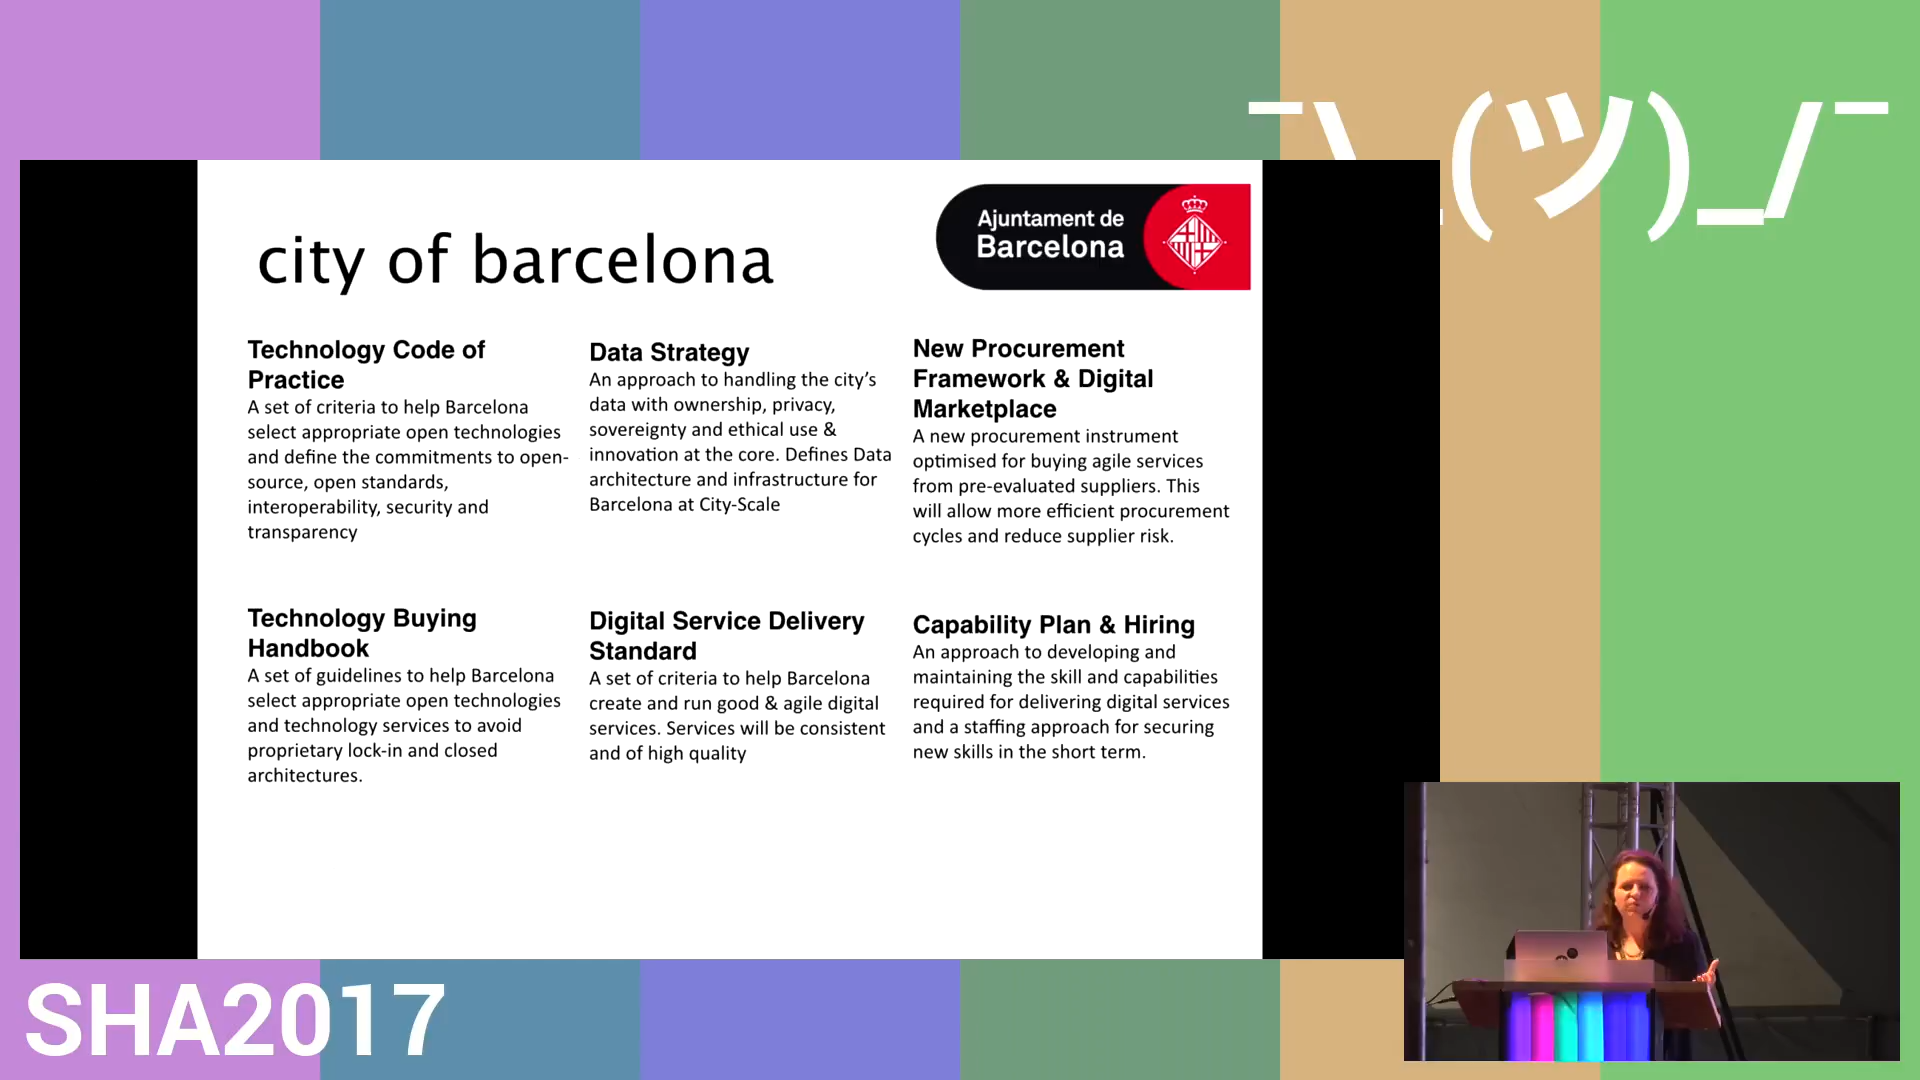 ¯\_(ツ)_/¯
city of barcelona
Ajuntament de
Barcelona
Technology Code of
Practice
A set of criteria to help Barcelona
select appropriate open technologies
and define the commitments to open-
source, open standards,
interoperability, security and
transparency
Data Strategy
An approach to handling the city’s
data with ownership, privacy,
sovereignty and ethical use &
innovation at the core. Defines Data
architecture and infrastructure for
Barcelona at City-Scale
New Procurement
Framework & Digital
Marketplace
A new procurement instrument
optimised for buying agile services
from pre-evaluated suppliers. This
will allow more efficient procurement
cycles and reduce supplier risk.
Technology Buying
Handbook
A set of guidelines to help Barcelona
select appropriate open technologies
and technology services to avoid
proprietary lock-in and closed
architectures.
Digital Service Delivery
Standard
A set of criteria to help Barcelona
create and run good & agile digital
services. Services will be consistent
and of high quality
Capability Plan & Hiring
An approach to developing and
maintaining the skill and capabilities
required for delivering digital services
and a staffing approach for securing
new skills in the short term.
SHA2017